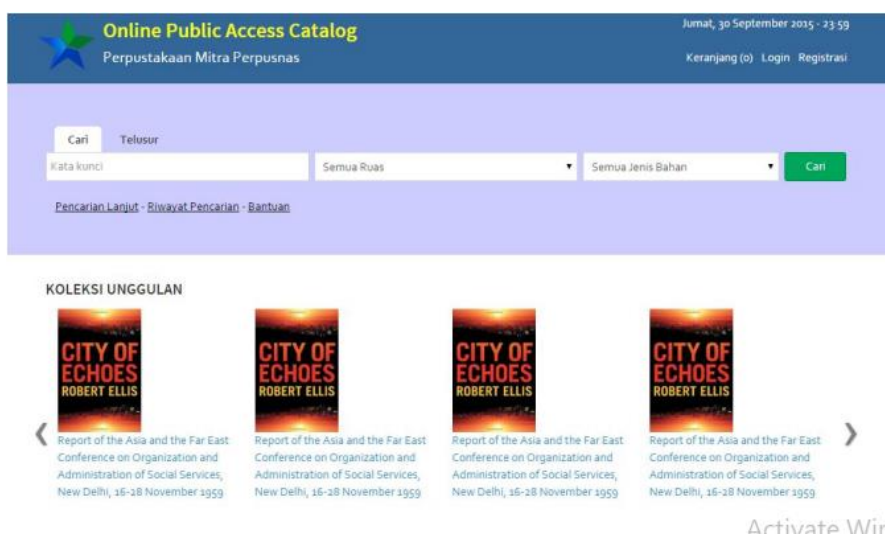 Online Public Access Catalog
Perpustakaan Mitra Perpusnas
Jumat, 30 September 2015 - 23:59
Keranjang (0) Login Registrasi
Cari Telusur
Kata kunci
Semua Ruas
Semua Jenis Bahan
Cari
Pencarian Lanjut - Riwayat Pencarian - Bantuan
KOLEKSI UNGGULAN
CITY OF
ECHOES
ROBERT ELLIS
Report of the Asia and the Far East
Conference on Organization and
Administration of Social Services,
New Delhi, 16-28 November 1959
CITY OF
ECHOES
ROBERT ELLIS
Report of the Asia and the Far East
Conference on Organization and
Administration of Social Services,
New Delhi, 16-28 November 1959
CITY OF
ECHOES
ROBERT ELLIS
Report of the Asia and the Far East
Conference on Organization and
Administration of Social Services,
New Delhi, 16-28 November 1959
CITY OF
ECHOES
ROBERT ELLIS
Report of the Asia and the Far East
Conference on Organization and
Administration of Social Services,
New Delhi, 16-28 November 1959
Activate Win